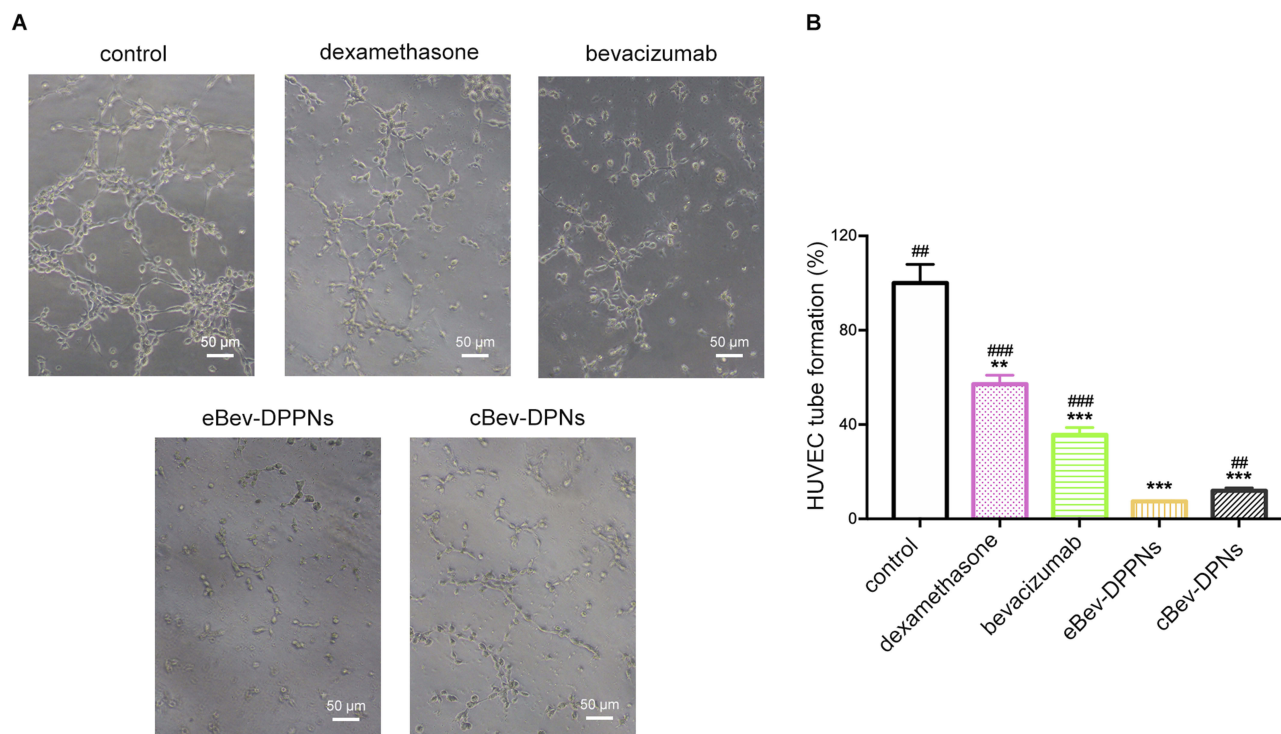 A
control
dexamethasone
bevacizumab
50 µm
50 µm
50 µm
eBev-DPPNs
cBev-DPNs
50 µm
50 µm
B
HUVEC tube formation (%)
120
80
40
0
##
###
**
###
***
***
##
***
control
dexamethasone
bevacizumab
eBev-DPPNs
cBev-DPNs